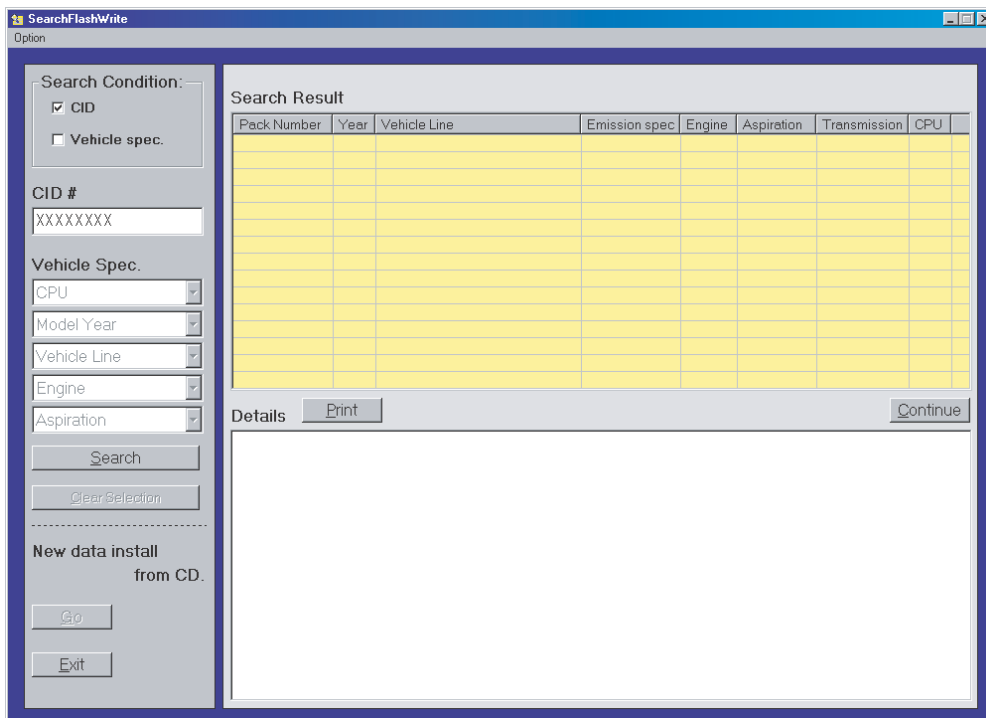 SearchFlashWrite
Option
Search Condition:
CID
Vehicle spec.
CID #
XXXXXXXX
Vehicle Spec.
CPU
Model Year
Vehicle Line
Engine
Aspiration
Search
Clear Selection
New data install
from CD.
Go
Exit
Search Result
Pack Number Year Vehicle Line Emission spec Engine Aspiration Transmission CPU
Details Print Continue